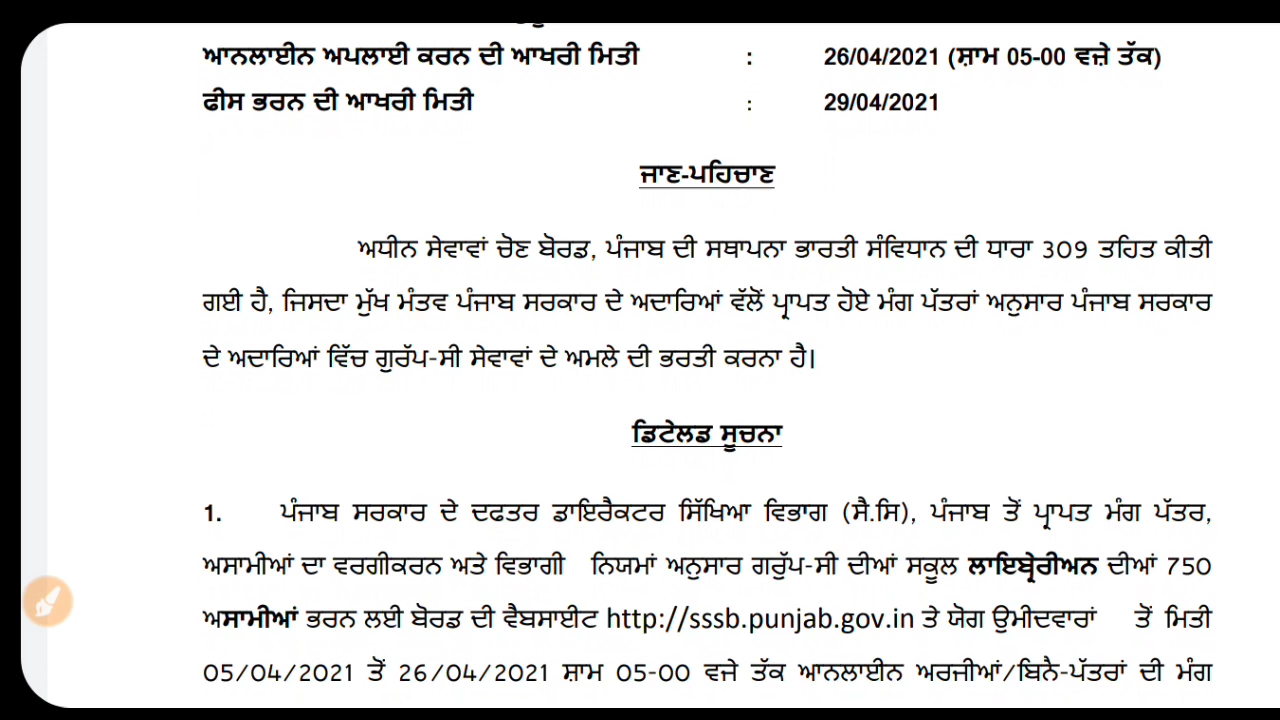 ਆਨਲਾਈਨ ਅਪਲਾਈ ਕਰਨ ਦੀ ਆਖਰੀ ਮਿਤੀ : 26/04/2021 (ਸ਼ਾਮ 05-00 ਵਜ਼ੇ ਤੱਕ)
ਫੀਸ ਭਰਨ ਦੀ ਆਖਰੀ ਮਿਤੀ : 29/04/2021
ਜਾਣ-ਪਹਿਚਾਣ
ਅਧੀਨ ਸੇਵਾਵਾਂ ਚੋਣ ਬੋਰਡ, ਪੰਜਾਬ ਦੀ ਸਥਾਪਨਾ ਭਾਰਤੀ ਸੰਵਿਧਾਨ ਦੀ ਧਾਰਾ 309 ਤਹਿਤ ਕੀਤੀ
ਗਈ ਹੈ, ਜਿਸਦਾ ਮੁੱਖ ਮੰਤਵ ਪੰਜਾਬ ਸਰਕਾਰ ਦੇ ਅਦਾਰਿਆਂ ਵੱਲੋਂ ਪ੍ਰਾਪਤ ਹੋਏ ਮੰਗ ਪੱਤਰਾਂ ਅਨੁਸਾਰ ਪੰਜਾਬ ਸਰਕਾਰ
ਦੇ ਅਦਾਰਿਆਂ ਵਿੱਚ ਗੁਰੱਪ-ਸੀ ਸੇਵਾਵਾਂ ਦੇ ਅਮਲੇ ਦੀ ਭਰਤੀ ਕਰਨਾ ਹੈ।
ਡਿਟੇਲਡ ਸੂਚਨਾ
1. ਪੰਜਾਬ ਸਰਕਾਰ ਦੇ ਦਫਤਰ ਡਾਇਰੈਕਟਰ ਸਿੱਖਿਆ ਵਿਭਾਗ (ਸੈ.ਸਿ), ਪੰਜਾਬ ਤੋਂ ਪ੍ਰਾਪਤ ਮੰਗ ਪੱਤਰ,
ਅਸਾਮੀਆਂ ਦਾ ਵਰਗੀਕਰਨ ਅਤੇ ਵਿਭਾਗੀ ਨਿਯਮਾਂ ਅਨੁਸਾਰ ਗਰੁੱਪ-ਸੀ ਦੀਆਂ ਸਕੂਲ ਲਾਇਬ੍ਰੇਰੀਅਨ ਦੀਆਂ 750
ਅਸਾਮੀਆਂ ਭਰਨ ਲਈ ਬੋਰਡ ਦੀ ਵੈਬਸਾਈਟ http://sssb.punjab.gov.in ਤੇ ਯੋਗ ਉਮੀਦਵਾਰਾਂ ਤੋਂ ਮਿਤੀ
05/04/2021 ਤੋਂ 26/04/2021 ਸ਼ਾਮ 05-00 ਵਜੇ ਤੱਕ ਆਨਲਾਈਨ ਅਰਜੀਆਂ/ਬਿਨੈ-ਪੱਤਰਾਂ ਦੀ ਮੰਗ